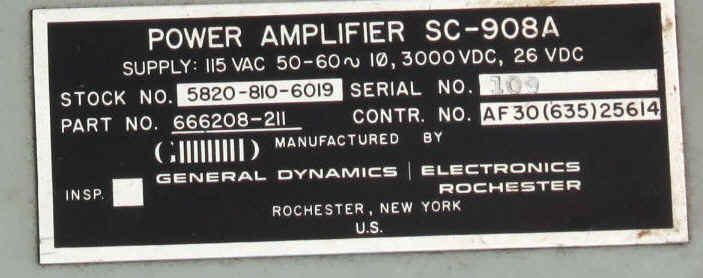 POWER AMPLIFIER SC-908A
SUPPLY: 115 VAC 50-60∿ 1Ø, 3000 VDC, 26 VDC
STOCK NO. 5820-810-6019 SERIAL NO. 109
PART NO. 666208-211 CONTR. NO. AF30(635)25614
MANUFACTURED BY
GENERAL DYNAMICS | ELECTRONICS
ROCHESTER
INSP.
ROCHESTER, NEW YORK
U.S.